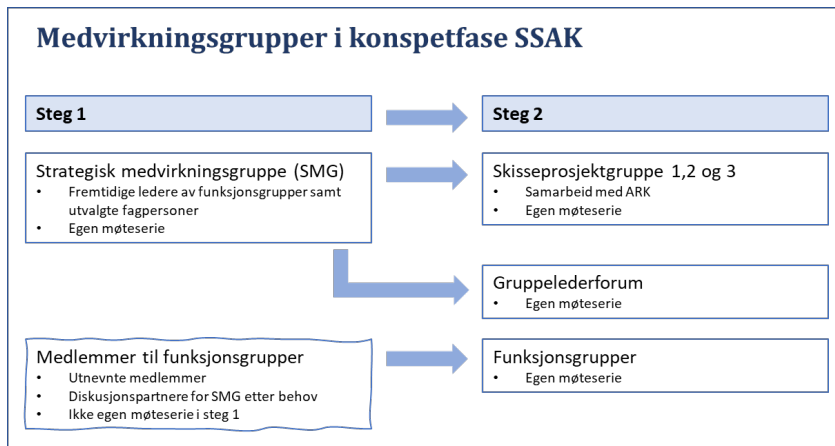 Medvirkningsgrupper i konspetfase SSAK
Steg 1
Steg 2
Strategisk medvirkningsgruppe (SMG)
• Fremtidige ledere av funksjonsgrupper samt
utvalgte fagpersoner
• Egen møteserie
Skisseprosjektgruppe 1,2 og 3
• Samarbeid med ARK
• Egen møteserie
Gruppelederforum
• Egen møteserie
Medlemmer til funksjonsgrupper
• Utnevnte medlemmer
• Diskusjonspartnere for SMG etter behov
• Ikke egen møteserie i steg 1
Funksjonsgrupper
• Egen møteserie